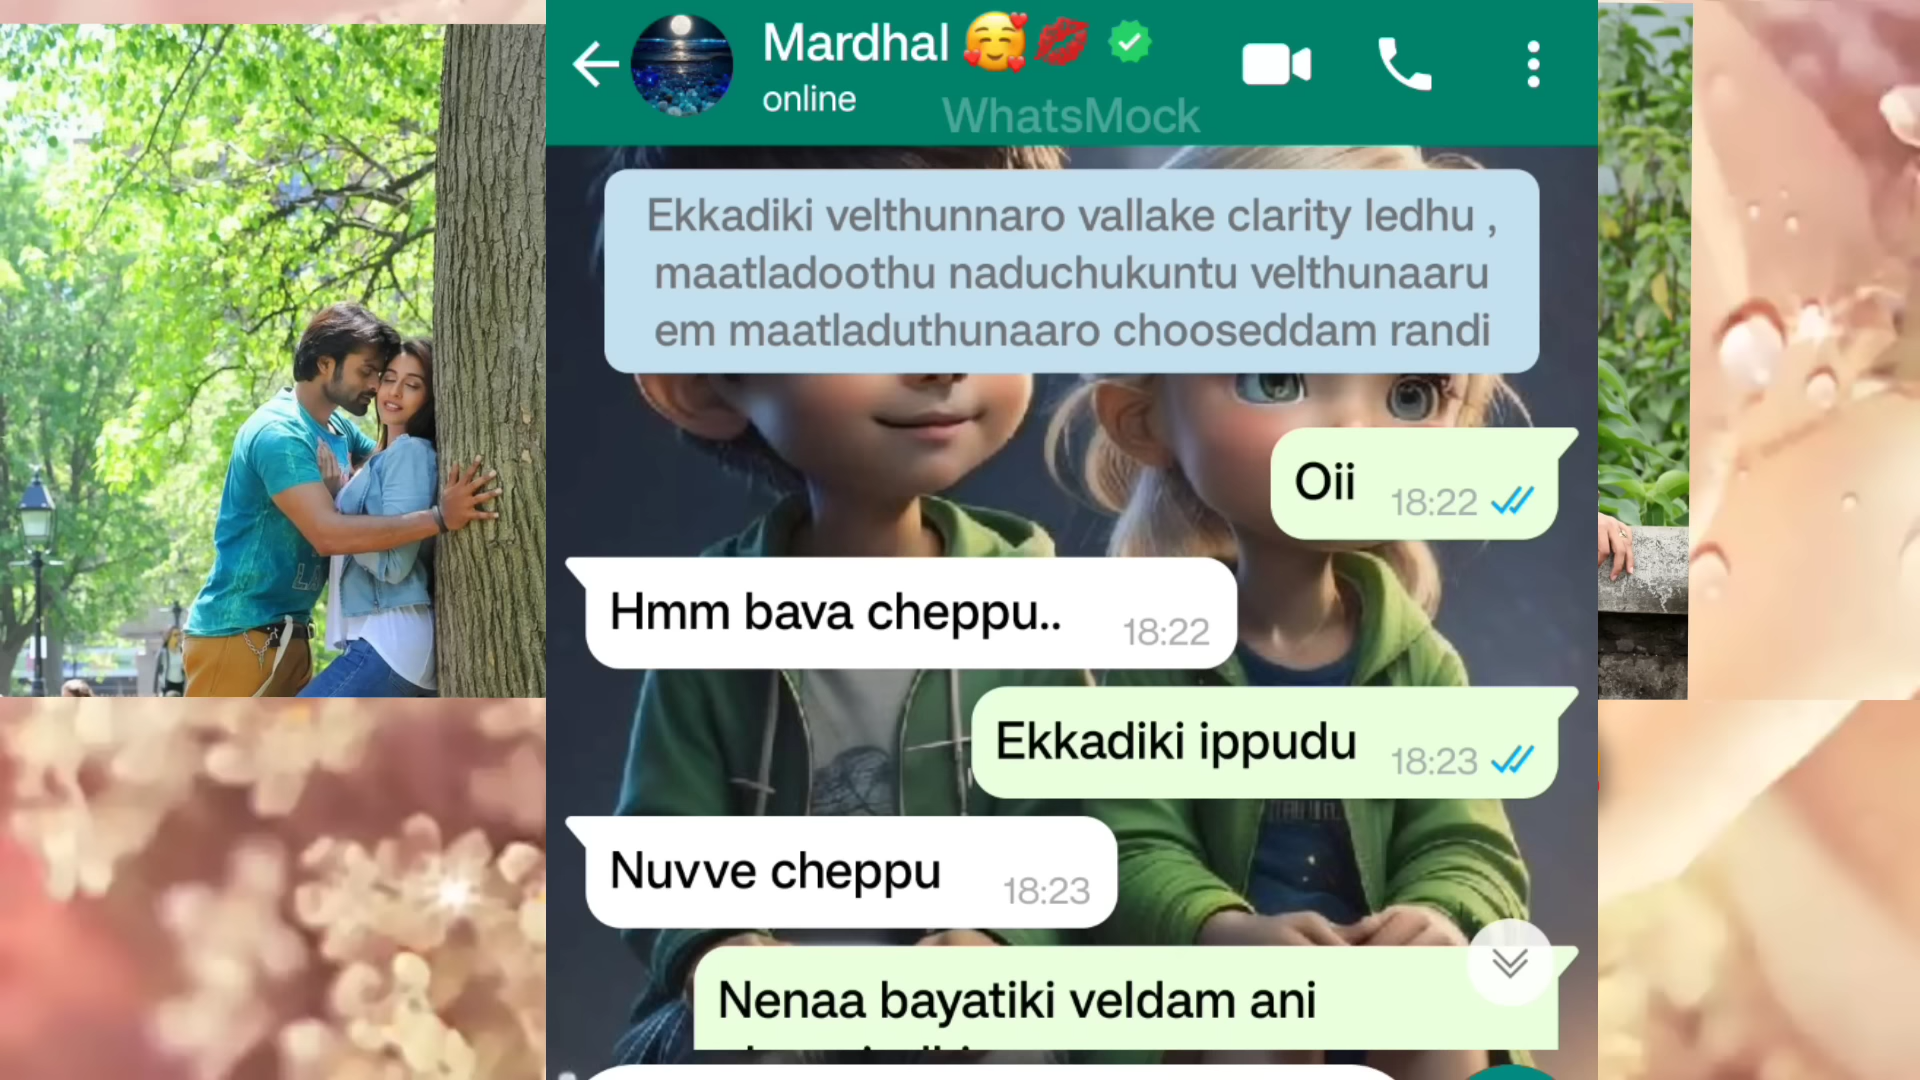 Mardhal 🥰💋
online
WhatsMock
Ekkadiki velthunnaro vallake clarity ledhu ,
maatladoothu naduchukuntu velthunaaru
em maatladuthunaaro chooseddam randi
Oii 18:22
Hmm bava cheppu.. 18:22
Ekkadiki ippudu 18:23
Nuvve cheppu 18:23
Nenaa bayatiki veldam ani